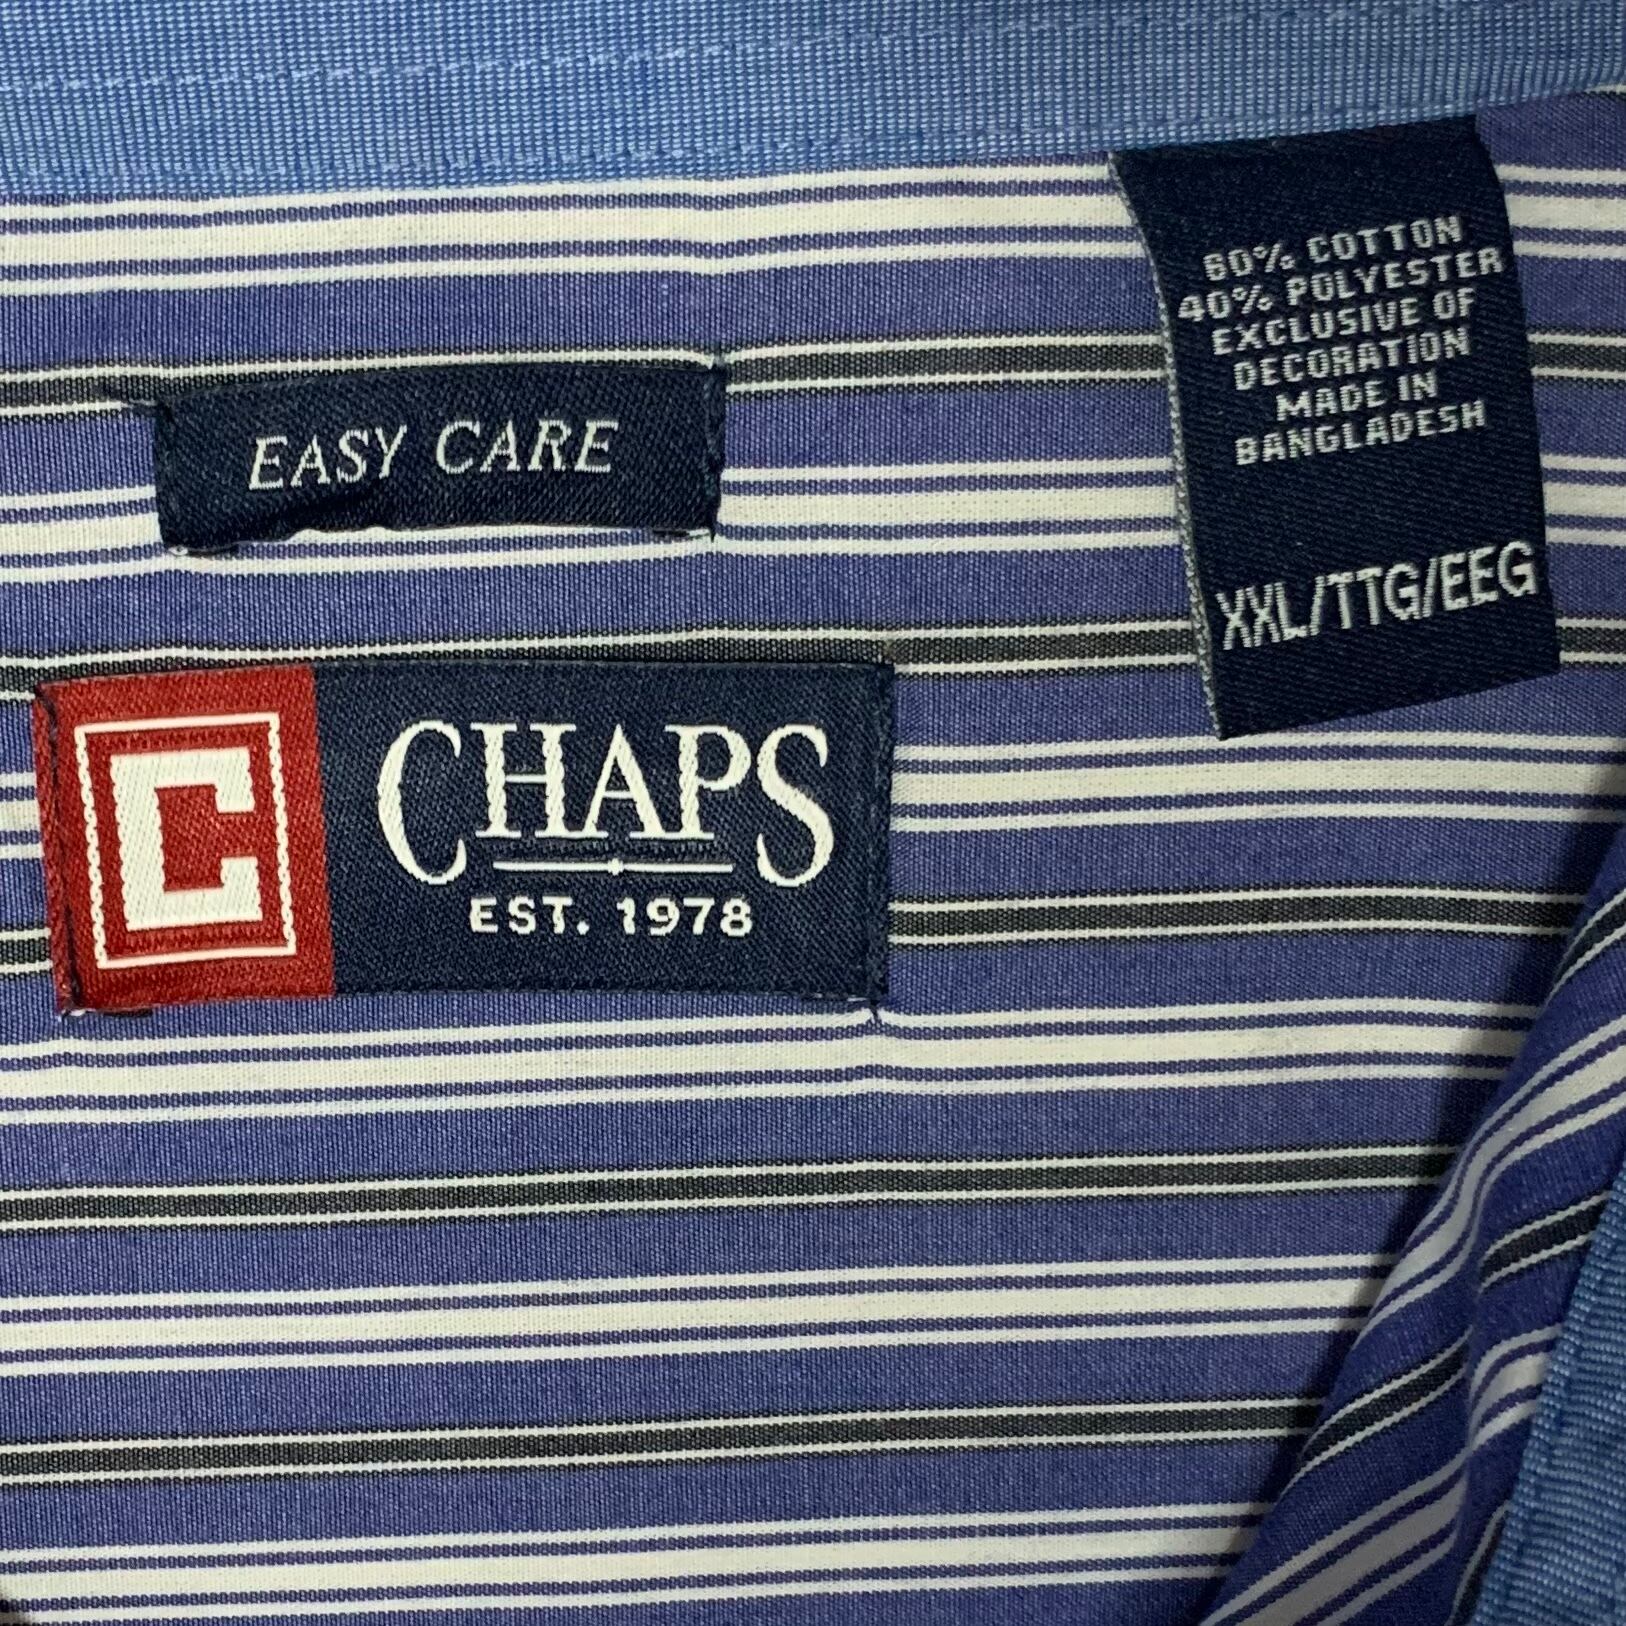 60% COTTON
40% POLYESTER
EXCLUSIVE OF
DECORATION
MADE IN
BANGLADESH
XXL/TTG/EEG
EASY CARE
C CHAPS
EST. 1978